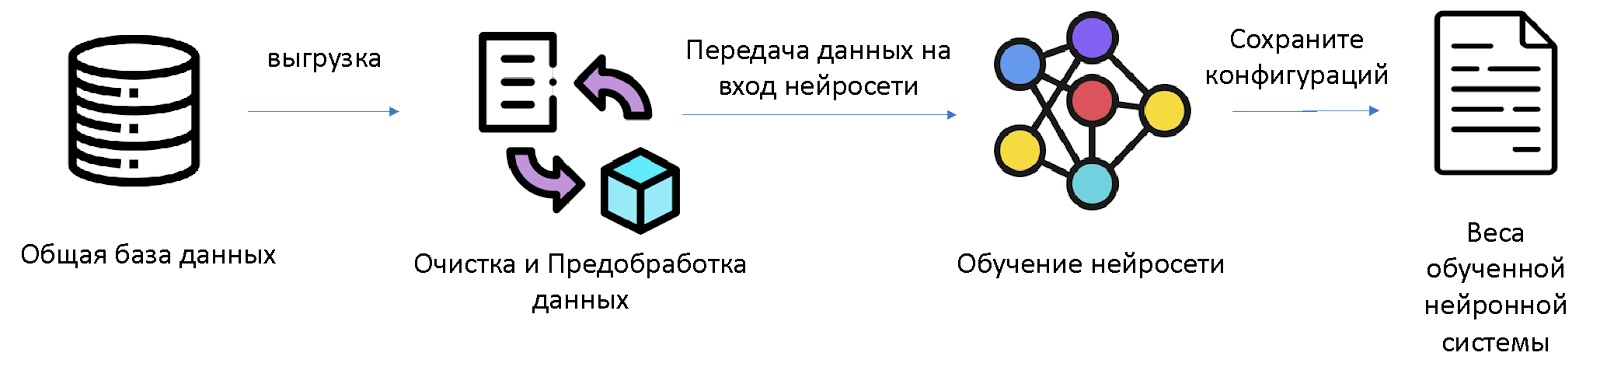 выгрузка
Передача данных на
вход нейросети
Сохраните
конфигураций
Общая база данных
Очистка и Предобработка
данных
Обучение нейросети
Веса
обученной
нейронной
системы